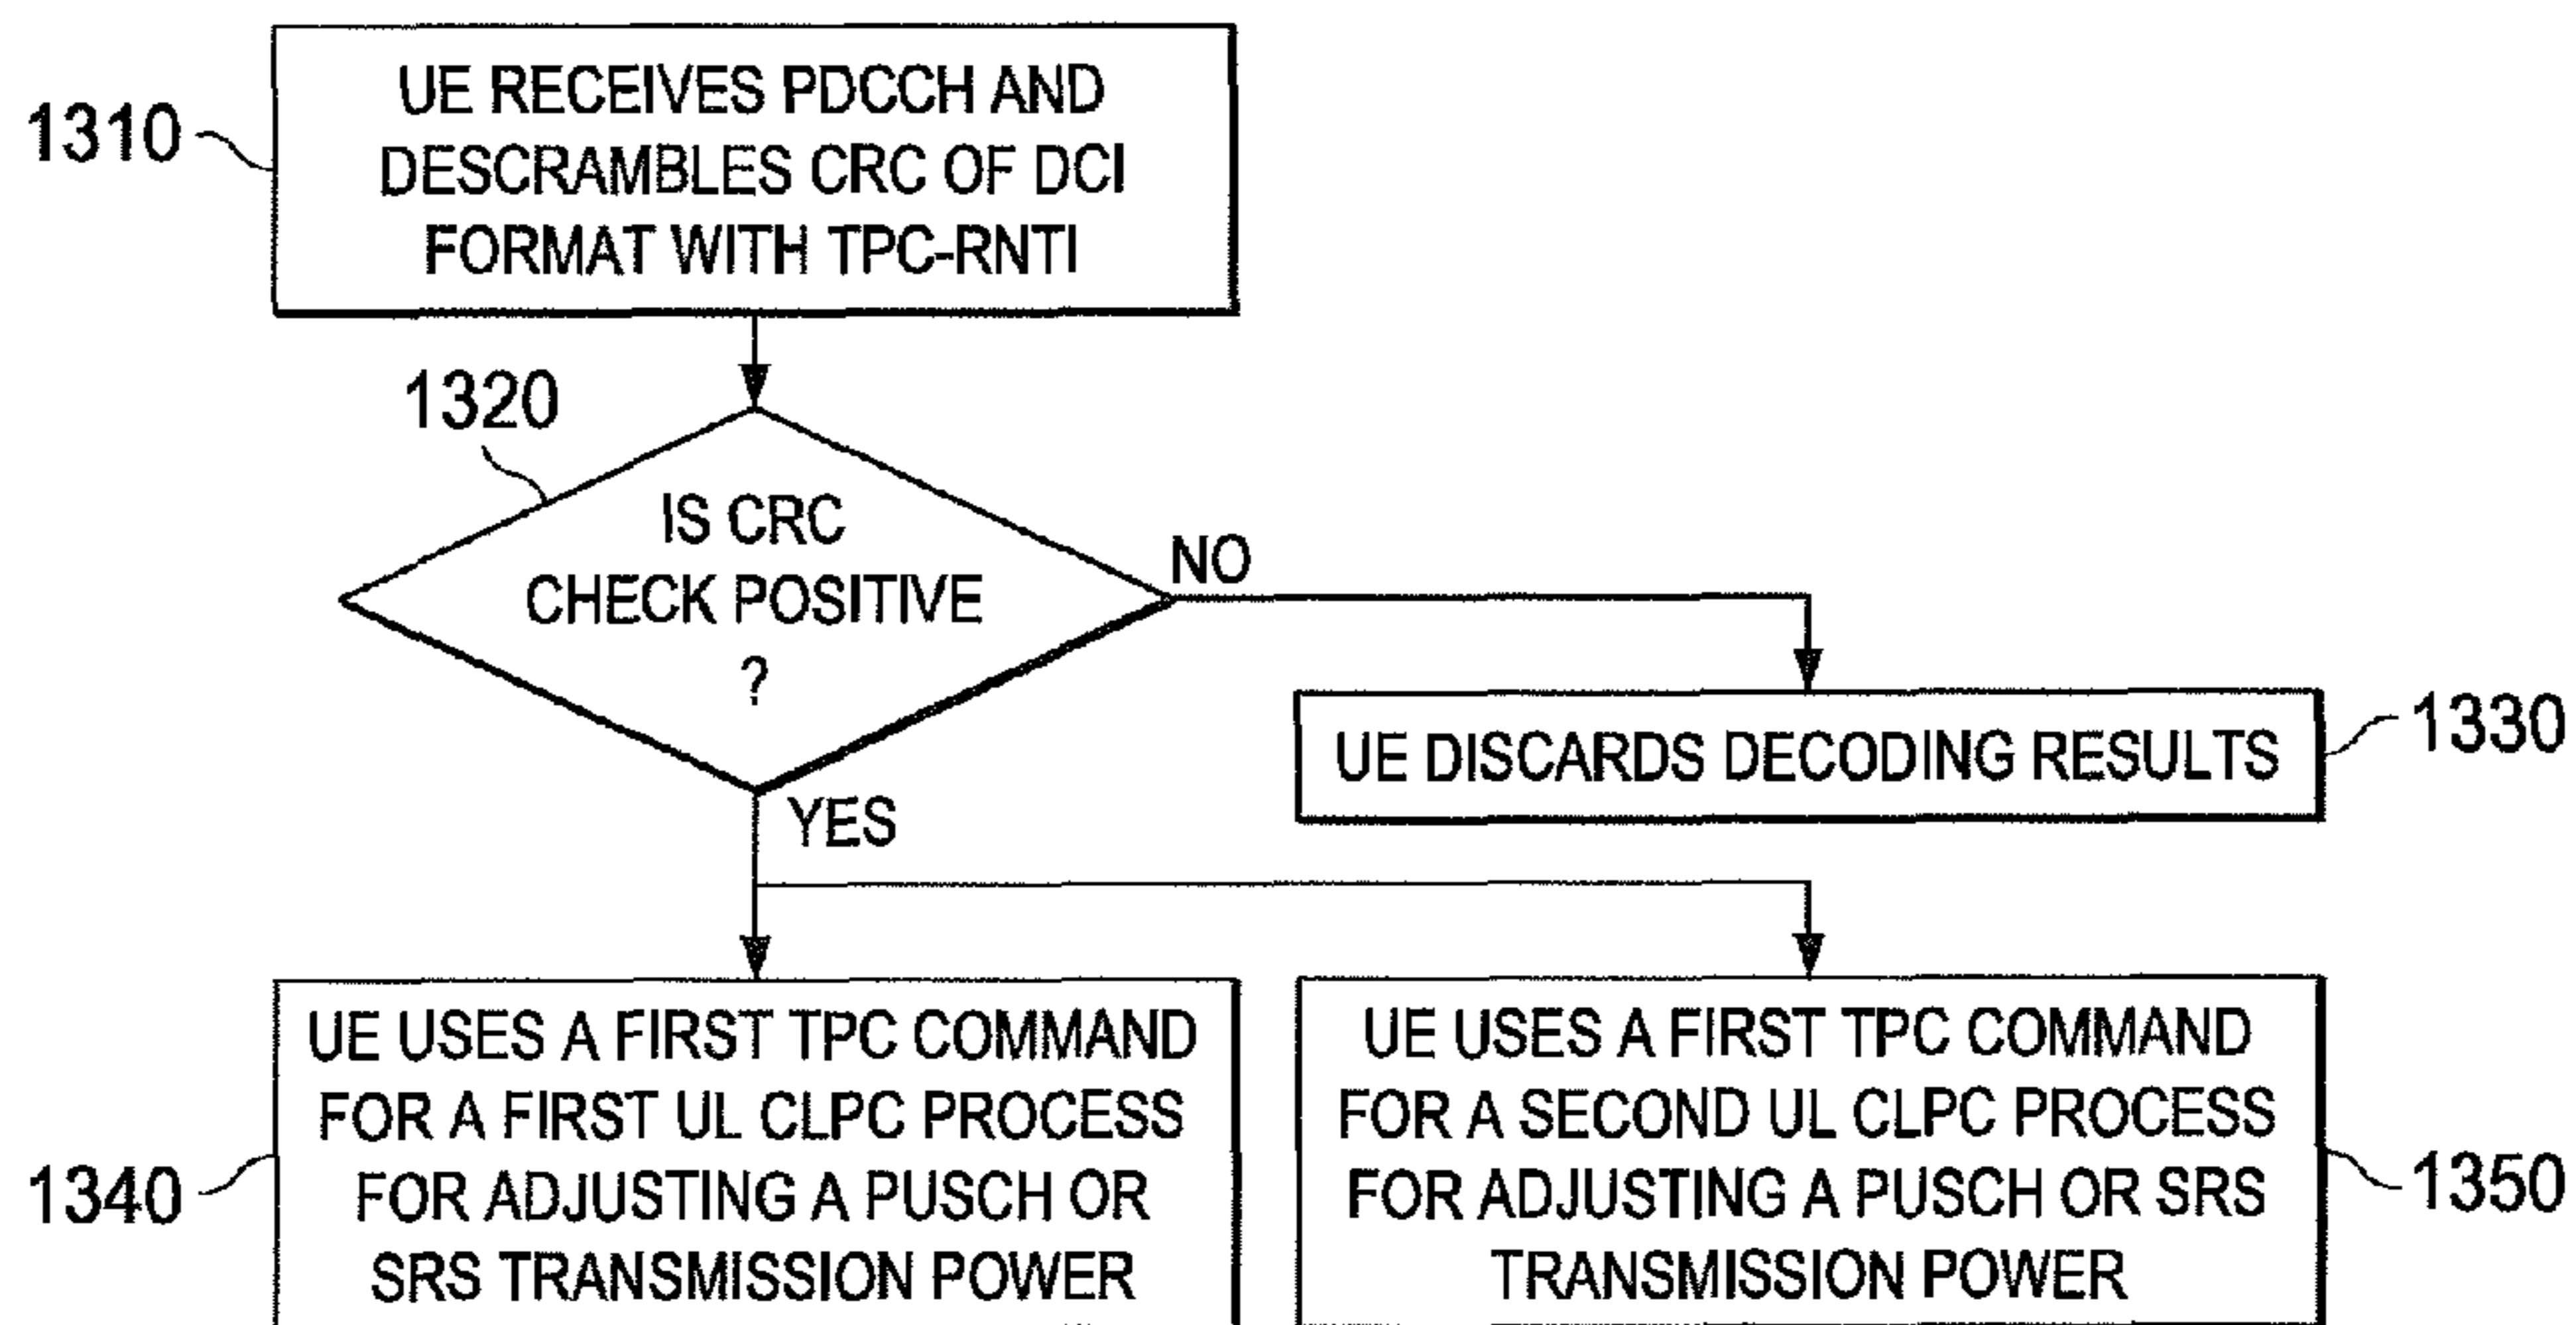 1310
UE RECEIVES PDCCH AND
DESCRAMBLES CRC OF DCI
FORMAT WITH TPC-RNTI
1320
IS CRC
CHECK POSITIVE
?
NO
UE DISCARDS DECODING RESULTS
1330
YES
1340
UE USES A FIRST TPC COMMAND
FOR A FIRST UL CLPC PROCESS
FOR ADJUSTING A PUSCH OR
SRS TRANSMISSION POWER
UE USES A FIRST TPC COMMAND
FOR A SECOND UL CLPC PROCESS
FOR ADJUSTING A PUSCH OR SRS
TRANSMISSION POWER
1350